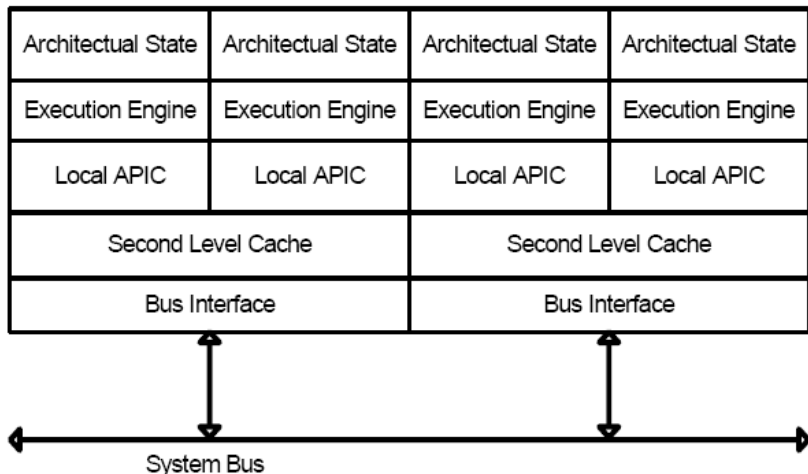 Architectual State Architectual State Architectual State Architectual State
Execution Engine Execution Engine Execution Engine Execution Engine
Local APIC Local APIC Local APIC Local APIC
Second Level Cache Second Level Cache
Bus Interface Bus Interface
System Bus